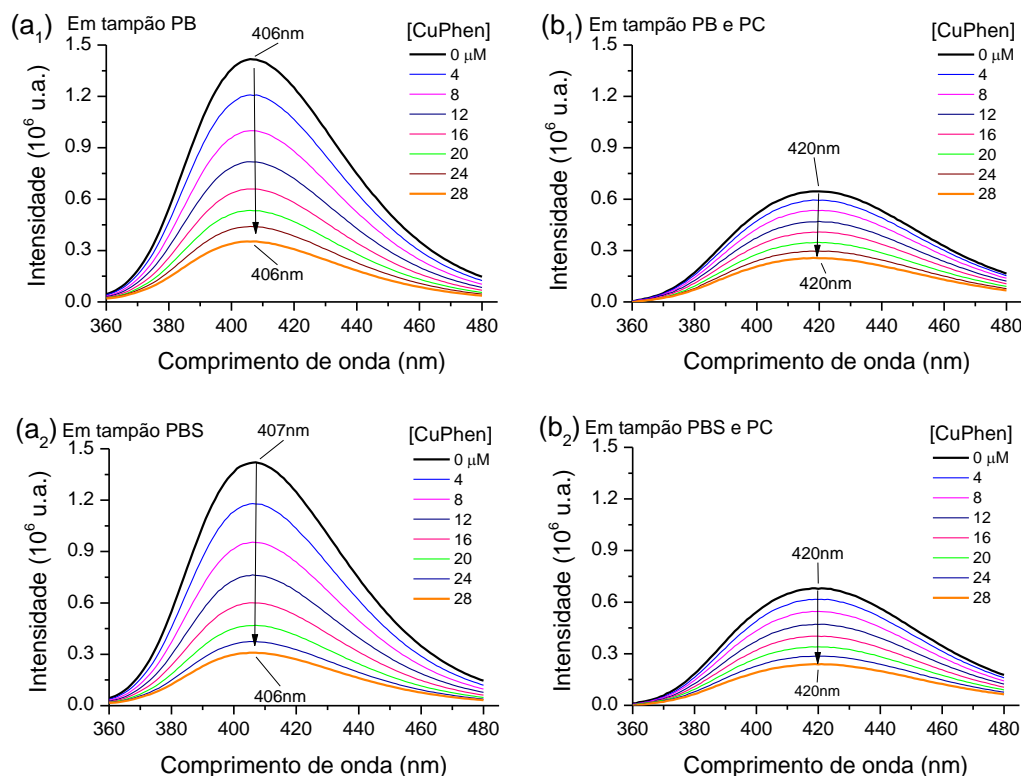 (a₁) Em tampão PB
406nm
[CuPhen]
0 µM
4
8
12
16
20
24
28
406nm
1.5
1.2
0.9
0.6
0.3
0.0
Intensidade (10⁶ u.a.)
360 380 400 420 440 460 480
Comprimento de onda (nm)
(b₁) Em tampão PB e PC
[CuPhen]
0 µM
4
8
12
16
20
24
28
420nm
420nm
1.5
1.2
0.9
0.6
0.3
0.0
Intensidade (10⁶ u.a.)
360 380 400 420 440 460 480
Comprimento de onda (nm)
(a₂) Em tampão PBS
407nm
[CuPhen]
0 µM
4
8
12
16
20
24
28
406nm
1.5
1.2
0.9
0.6
0.3
0.0
Intensidade (10⁶ u.a.)
360 380 400 420 440 460 480
Comprimento de onda (nm)
(b₂) Em tampão PBS e PC
[CuPhen]
0 µM
4
8
12
16
20
24
28
420nm
420nm
1.5
1.2
0.9
0.6
0.3
0.0
Intensidade (10⁶ u.a.)
360 380 400 420 440 460 480
Comprimento de onda (nm)